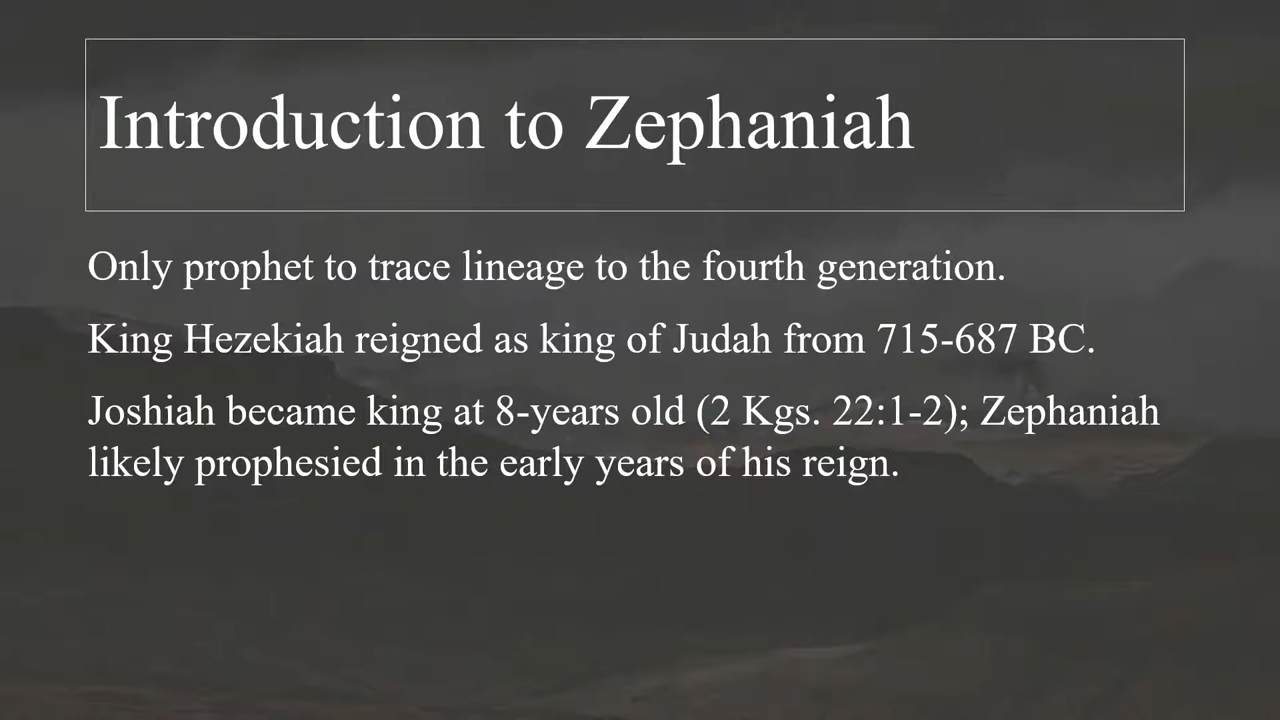 Introduction to Zephaniah
Only prophet to trace lineage to the fourth generation.
King Hezekiah reigned as king of Judah from 715-687 BC.
Joshiah became king at 8-years old (2 Kgs. 22:1-2); Zephaniah
likely prophesied in the early years of his reign.